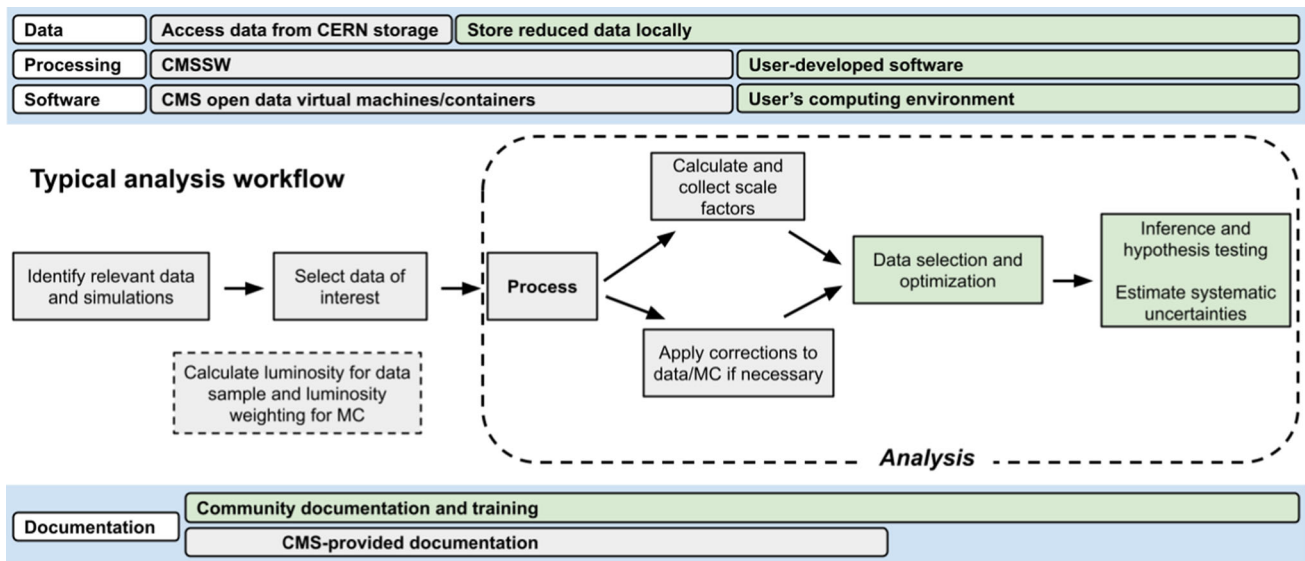 Data
Access data from CERN storage
Store reduced data locally
Processing
CMSSW
User-developed software
Software
CMS open data virtual machines/containers
User’s computing environment
Typical analysis workflow
Identify relevant data
and simulations
Select data of
interest
Calculate luminosity for data
sample and luminosity
weighting for MC
Process
Calculate and
collect scale
factors
Apply corrections to
data/MC if necessary
Data selection and
optimization
Inference and
hypothesis testing
Estimate systematic
uncertainties
Analysis
Documentation
Community documentation and training
CMS-provided documentation